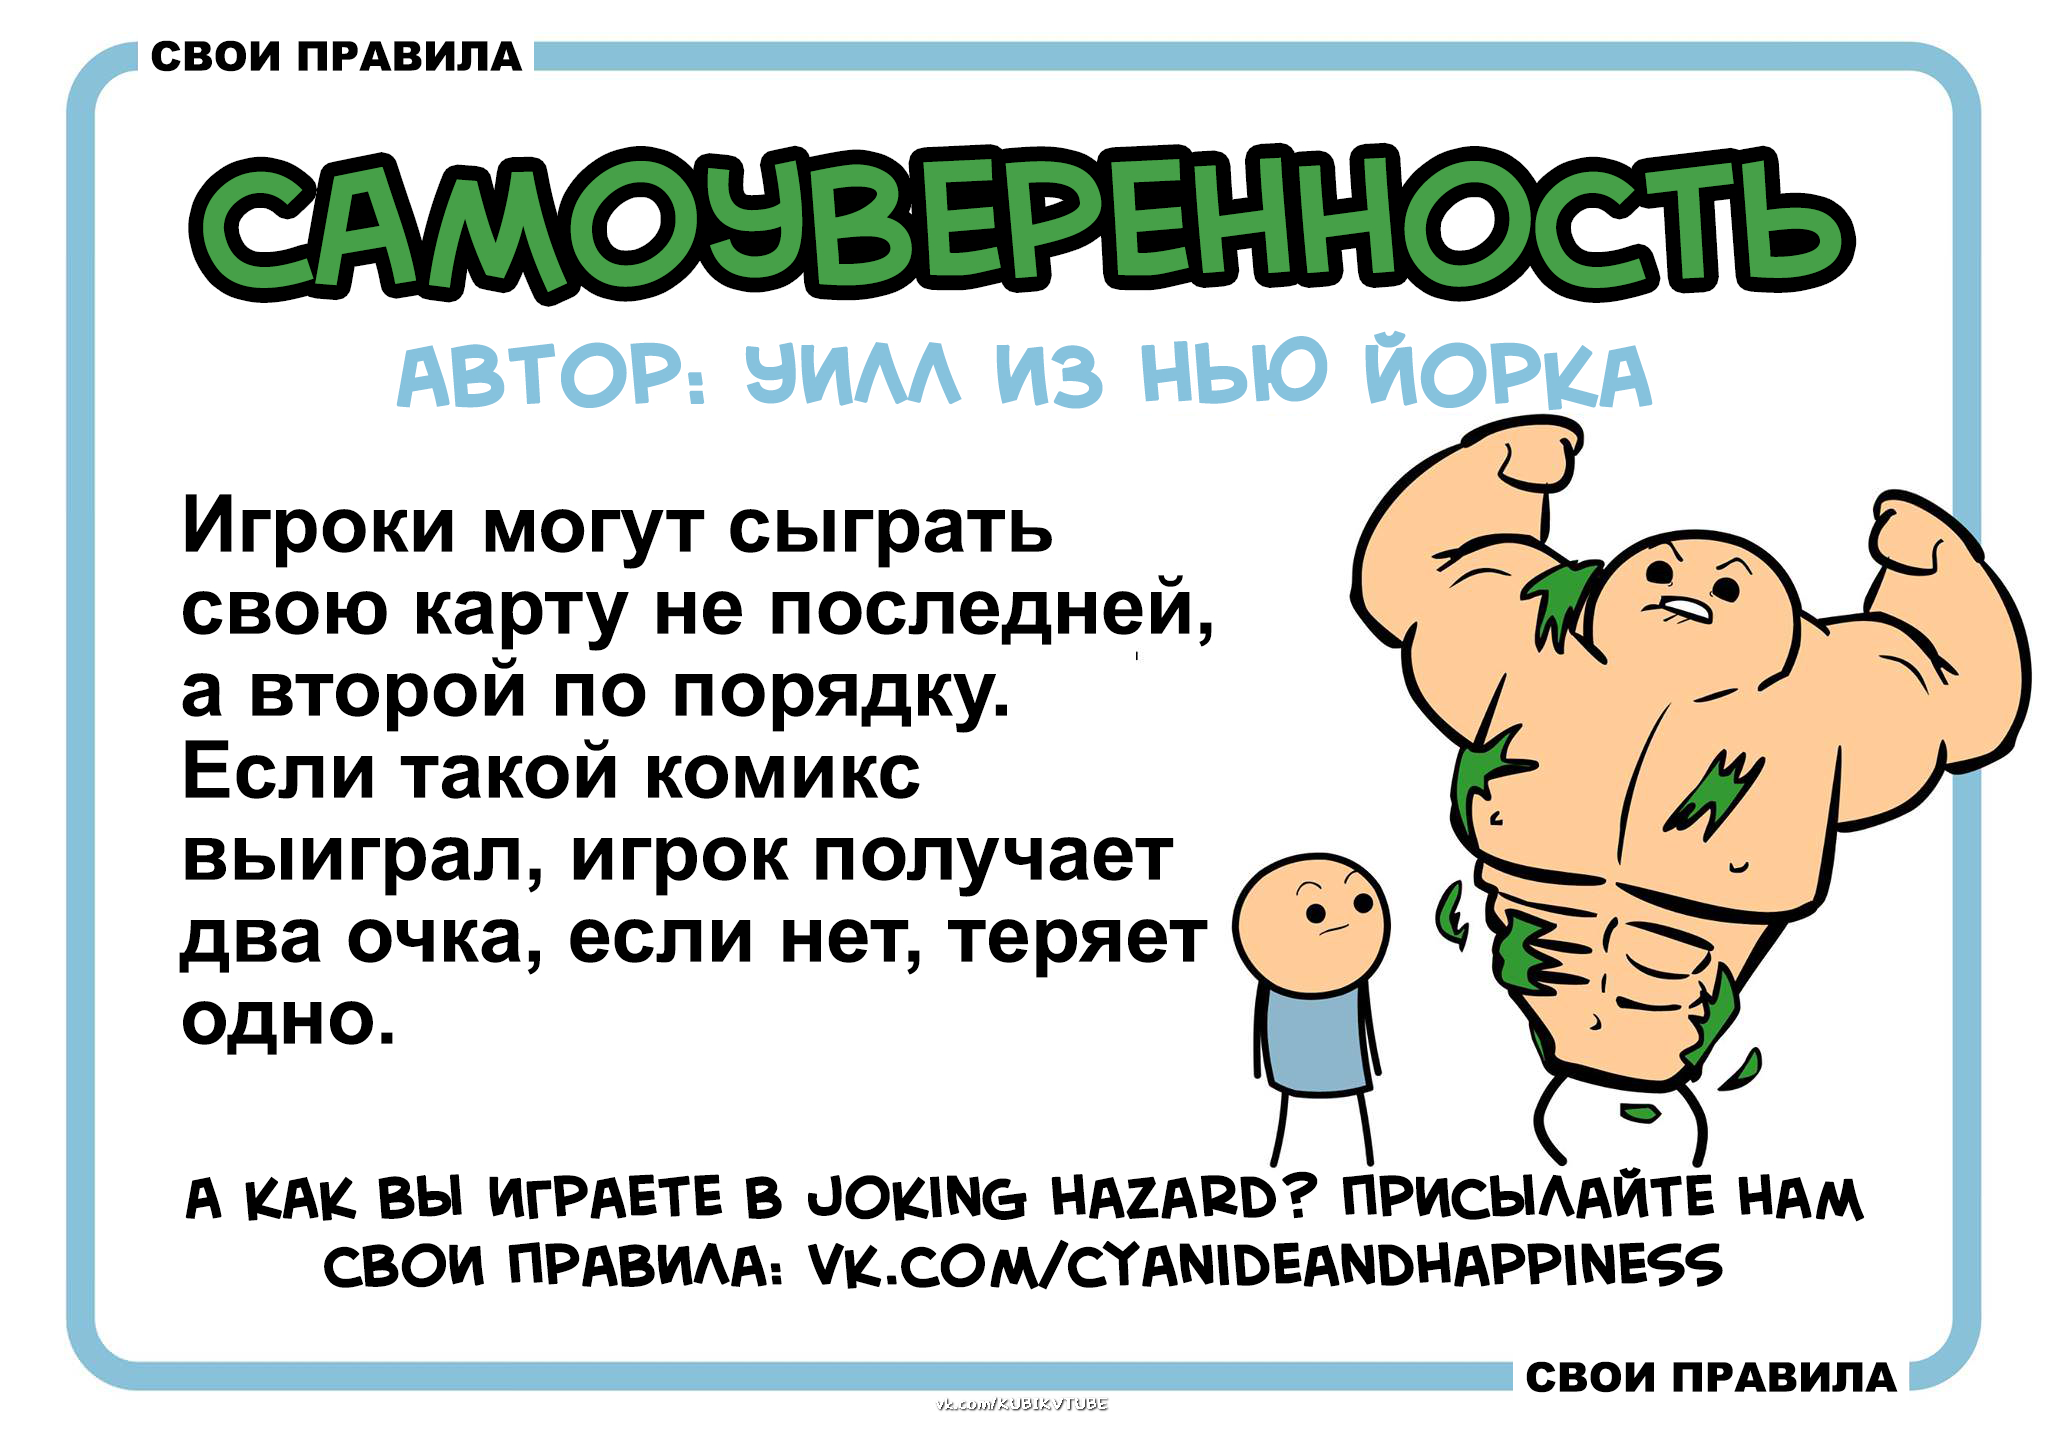 СВОИ ПРАВИЛА
САМОУВЕРЕННОСТЬ
АВТОР: УИЛЛ ИЗ НЬЮ ЙОРКА
Игроки могут сыграть
свою карту не последней,
а второй по порядку.
Если такой комикс
выиграл, игрок получает
два очка, если нет, теряет
одно.
А КАК ВЫ ИГРАЕТЕ В JOKING HAZARD? ПРИСЫЛАЙТЕ НАМ
СВОИ ПРАВИЛА: VK.COM/CYANIDEANDHAPPINESS
СВОИ ПРАВИЛА
vk.com/KUBIKVTUBE